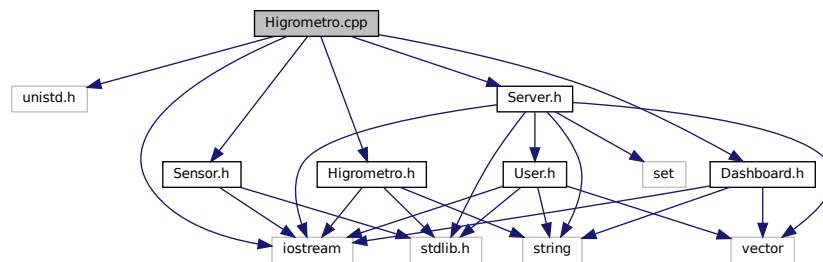 Higrometro.cpp
unistd.h
Server.h
Sensor.h
Higrometro.h
User.h
set
Dashboard.h
iostream
stdlib.h
string
vector